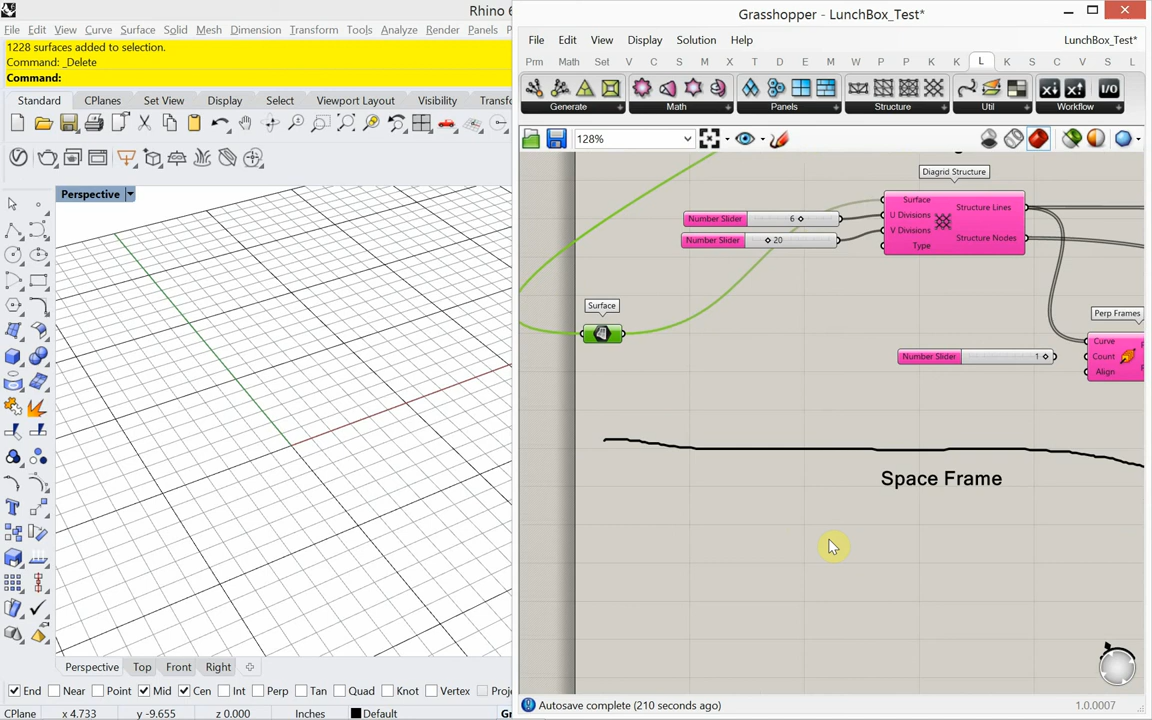 Rhino 6
File Edit View Curve Surface Solid Mesh Dimension Transform Tools Analyze Render Panels
1228 surfaces added to selection.
Command: _Delete
Command:
Standard CPlanes Set View Display Select Viewport Layout Visibility Transfo
Perspective
Perspective Top Front Right
End Near Point Mid Cen Int Perp Tan Quad Knot Vertex Proje
CPlane x 4.733 y -9.655 z 0.000 Inches Default Gr
Grasshopper - LunchBox_Test*
File Edit View Display Solution Help LunchBox_Test*
Prm Math Set V C S M X T D E M W P P K K L C V S L
Generate Math Panels Structure Util Workflow
I/O
128%
Diagrid Structure
Surface
U Divisions
V Divisions
Type
Structure Lines
Structure Nodes
Number Slider 6
Number Slider 20
Surface
Perp Frames
Curve
Count
Align
Number Slider 1
Space Frame
Autosave complete (210 seconds ago) 1.0.0007